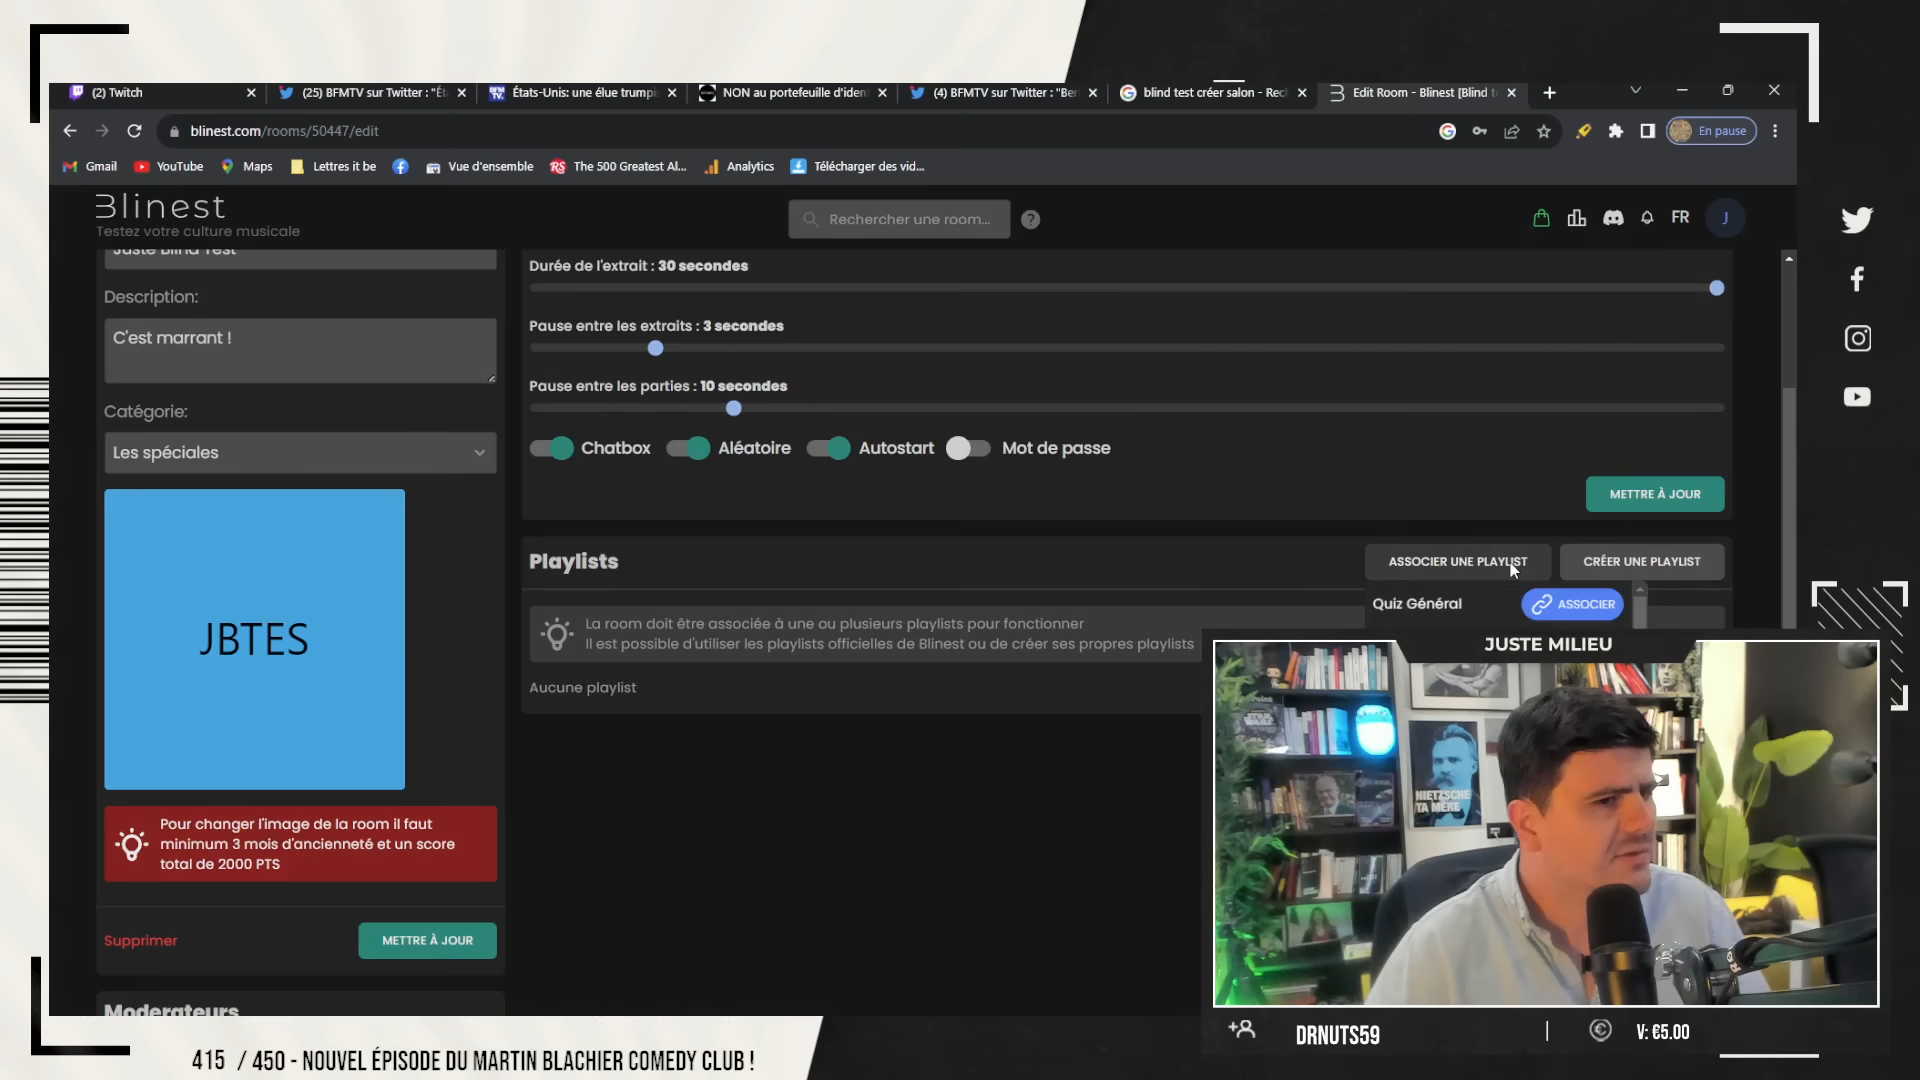 (2) Twitch
(25) BFMTV sur Twitter : "Ét
États-Unis: une élue trumpi
NON au portefeuille d'iden
(4) BFMTV sur Twitter : "Ber
blind test créer salon - Rec
Edit Room - Blinest [Blind t
blinest.com/rooms/50447/edit
En pause
Gmail
YouTube
Maps
Lettres it be
Vue d'ensemble
The 500 Greatest Al...
Analytics
Télécharger des vid...
Blinest
Testez votre culture musicale
Rechercher une room...
FR
J
Juste Blind Test
Description:
C'est marrant !
Catégorie:
Les spéciales
JBTES
Pour changer l'image de la room il faut
minimum 3 mois d'ancienneté et un score
total de 2000 PTS
Supprimer
METTRE À JOUR
Moderateurs
Durée de l'extrait : 30 secondes
Pause entre les extraits : 3 secondes
Pause entre les parties : 10 secondes
Chatbox
Aléatoire
Autostart
Mot de passe
METTRE À JOUR
Playlists
ASSOCIER UNE PLAYLIST
CRÉER UNE PLAYLIST
Quiz Général
ASSOCIER
La room doit être associée à une ou plusieurs playlists pour fonctionner
Il est possible d'utiliser les playlists officielles de Blinest ou de créer ses propres playlists
Aucune playlist
JUSTE MILIEU
STAR
WARS
NIETZSCHE
TA MÈRE
DRNUTS59
V: €5.00
415 / 450 - NOUVEL ÉPISODE DU MARTIN BLACHIER COMEDY CLUB !